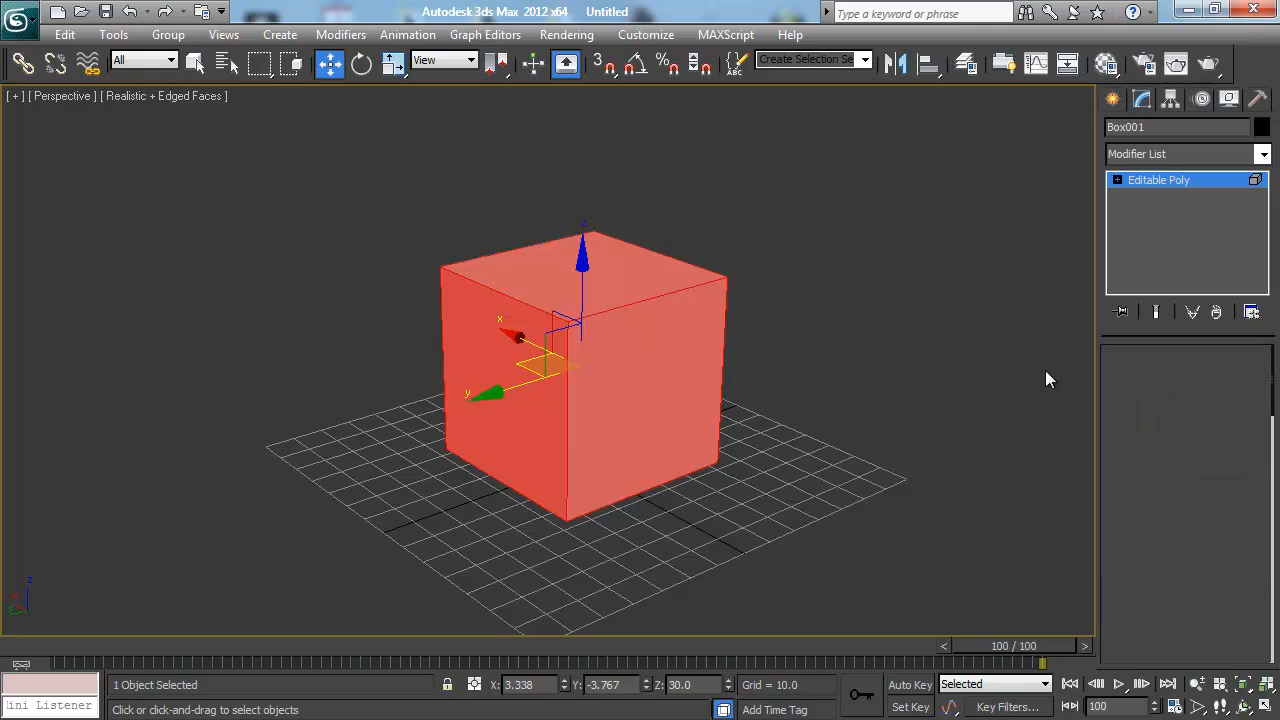 Autodesk 3ds Max 2012 x64 Untitled
Type a keyword or phrase
Edit Tools Group Views Create Modifiers Animation Graph Editors Rendering Customize MAXScript Help
All View Create Selection Se
[ + ] [ Perspective ] [ Realistic + Edged Faces ]
Box001
Modifier List
Editable Poly
z
x
y
z
x
y
< 100 / 100 >
1 Object Selected X: 3.338 Y: -3.767 Z: 30.0 Grid = 10.0 Auto Key Selected
ini Listener Click or click-and-drag to select objects Add Time Tag Set Key Key Filters... 100